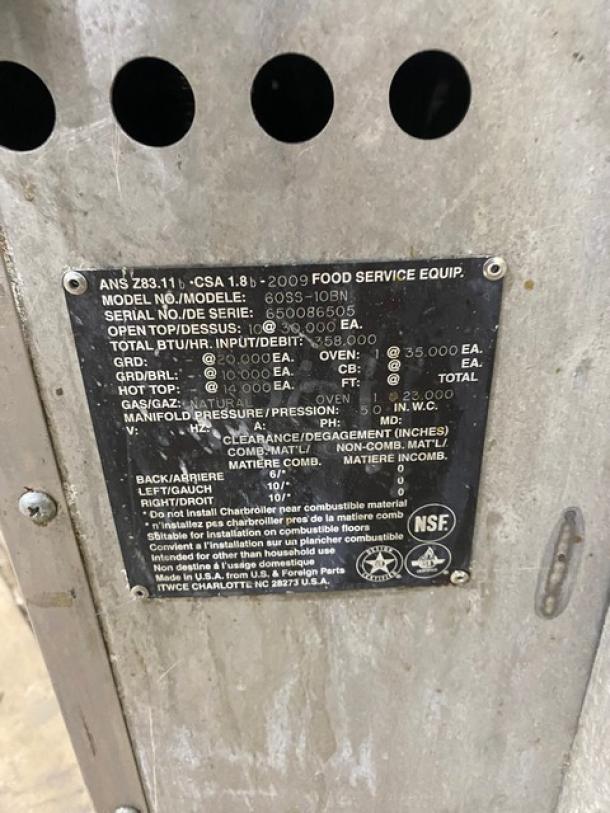 ANS Z83.11b •CSA 1.8b - 2009 FOOD SERVICE EQUIP.
MODEL NO./MODELE: 60SS-10BN
SERIAL NO./DE SERIE: 650086505
OPEN TOP/DESSUS: 10 @ 30,000 EA.
TOTAL BTU/HR. INPUT/DEBIT: 358,000
GRD: @ 20,000 EA. OVEN: 1 @ 35,000 EA.
GRD/BRL: @ 16,000 EA. CB: @ EA.
HOT TOP: @ 14,000 EA. FT: @ TOTAL
GAS/GAZ: NATURAL OVEN 1 @ 23,000
MANIFOLD PRESSURE/PRESSION: 5.0 IN. W.C.
V: HZ: A: PH: MD:
CLEARANCE/DEGAGEMENT (INCHES)
COMB. MAT'L/ NON-COMB. MAT'L/
MATIÈRE COMB. MATIERE INCOMB.
BACK/ARRIERE 6/* 0
LEFT/GAUCH 10/* 0
RIGHT/DROIT 10/* 0
* Do not install Charbroiler near combustible material
* n'installez pes charbroiller pres de la matiere comb
Sbitable for installation on combustible floors
Convient a l'installation sur un plancher combustible
Intended for other than household use
Non destine á l'usage domestique
Made in U.S.A. from U.S. & Foreign Parts
ITWCE CHARLOTTE NC 28273 U.S.A.
NSF.
DESIGN
CERTIFIED